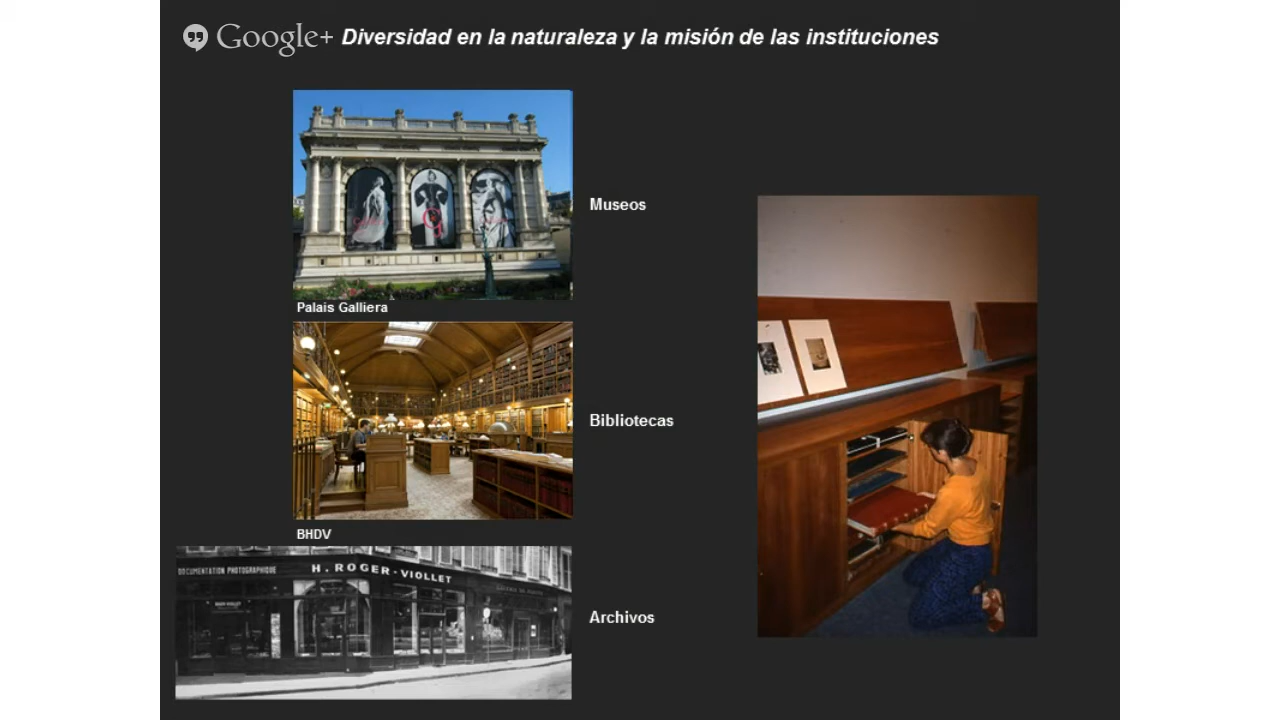 Google+ Diversidad en la naturaleza y la misión de las instituciones
Museos
Palais Galliera
Bibliotecas
BHDV
DOCUMENTATION PHOTOGRAPHIQUE
H. ROGER-VIOLLET
Archivos